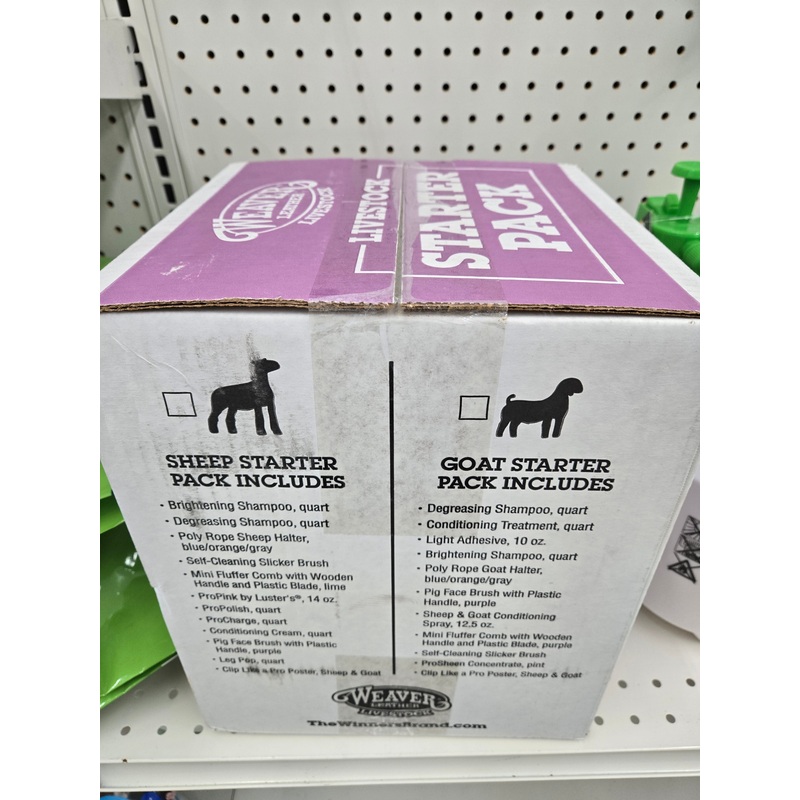 WEAVER
LEATHER
LIVESTOCK
LIVESTOCK
STARTER
PACK
SHEEP STARTER
PACK INCLUDES
• Brightening Shampoo, quart
• Degreasing Shampoo, quart
• Poly Rope Sheep Halter,
blue/orange/gray
• Self-Cleaning Slicker Brush
• Mini Fluffer Comb with Wooden
Handle and Plastic Blade, lime
• ProPink by Luster's®, 14 oz.
• ProPolish, quart
• ProCharge, quart
• Conditioning Cream, quart
• Pig Face Brush with Plastic
Handle, purple
• Leg Pep, quart
• Clip Like a Pro Poster, Sheep & Goat
GOAT STARTER
PACK INCLUDES
• Degreasing Shampoo, quart
• Conditioning Treatment, quart
• Light Adhesive, 10 oz.
• Brightening Shampoo, quart
• Poly Rope Goat Halter,
blue/orange/gray
• Pig Face Brush with Plastic
Handle, purple
• Sheep & Goat Conditioning
Spray, 12.5 oz.
• Mini Fluffer Comb with Wooden
Handle and Plastic Blade, purple
• Self-Cleaning Slicker Brush
• ProSheen Concentrate, pint
• Clip Like a Pro Poster, Sheep & Goat
WEAVER
LEATHER
LIVESTOCK
TheWinnersBrand.com